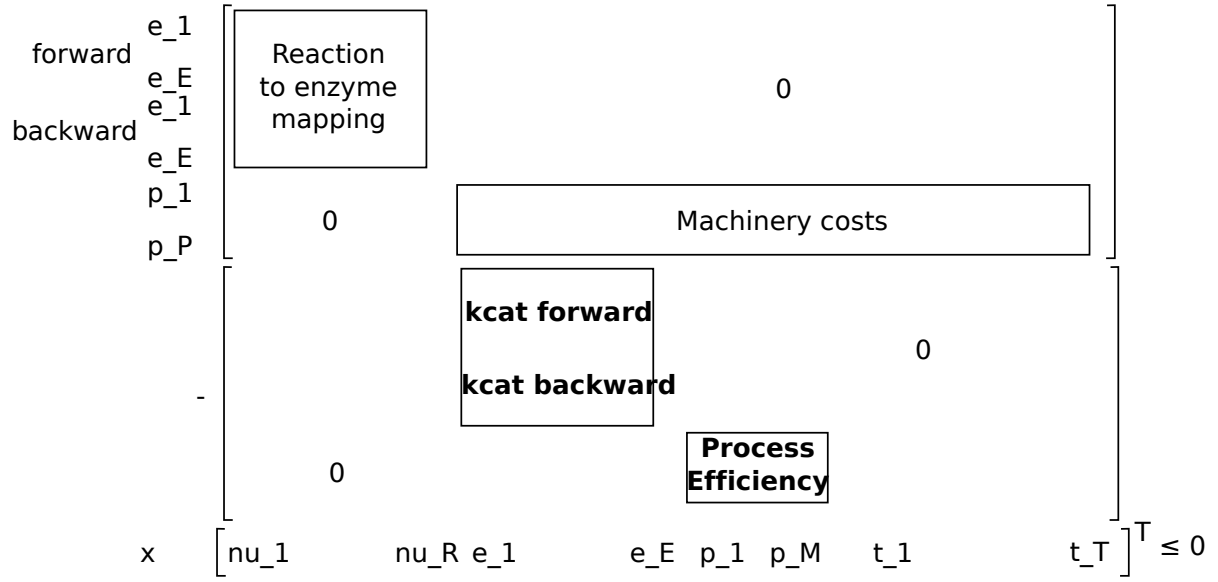 e_1
forward
e_E
e_1
backward
e_E
p_1
p_P
Reaction
to enzyme
mapping
0
0
Machinery costs
-
kcat forward
kcat backward
0
0
Process
Efficiency
x [nu_1 nu_R e_1 e_E p_1 p_M t_1 t_T]T ≤ 0